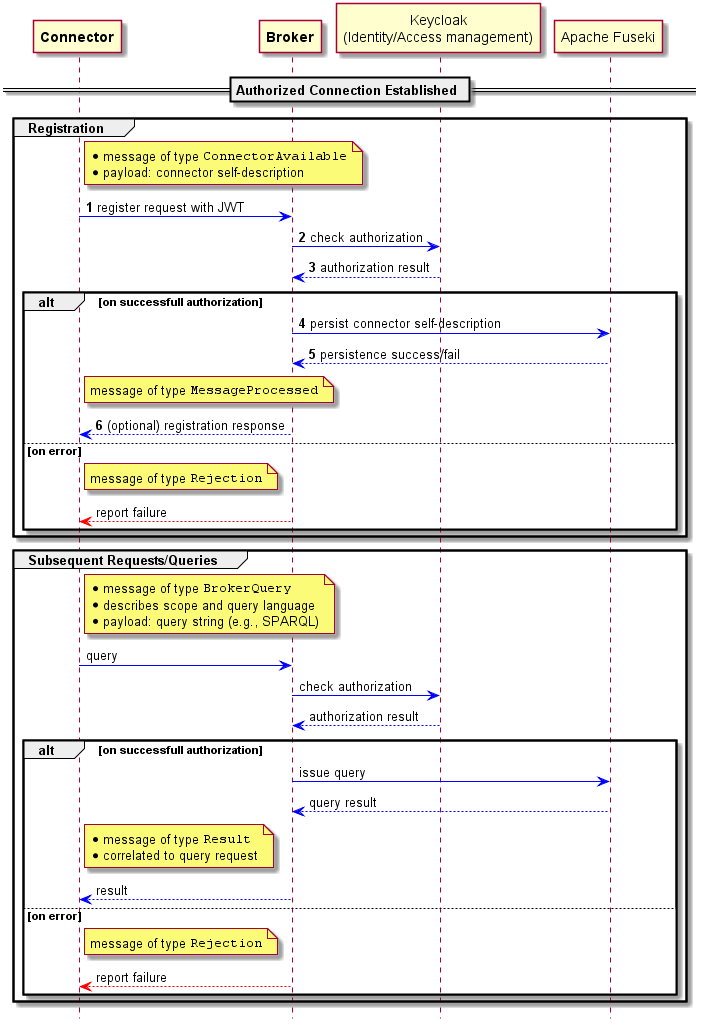 Connector
Broker
Keycloak
(Identity/Access management)
Apache Fuseki
Authorized Connection Established
Registration
• message of type ConnectorAvailable
• payload: connector self-description
1 register request with JWT
2 check authorization
3 authorization result
alt [on successfull authorization]
4 persist connector self-description
5 persistence success/fail
message of type MessageProcessed
6 (optional) registration response
[on error]
message of type Rejection
report failure
Subsequent Requests/Queries
• message of type BrokerQuery
• describes scope and query language
• payload: query string (e.g., SPARQL)
query
check authorization
authorization result
alt [on successfull authorization]
issue query
query result
• message of type Result
• correlated to query request
result
[on error]
message of type Rejection
report failure